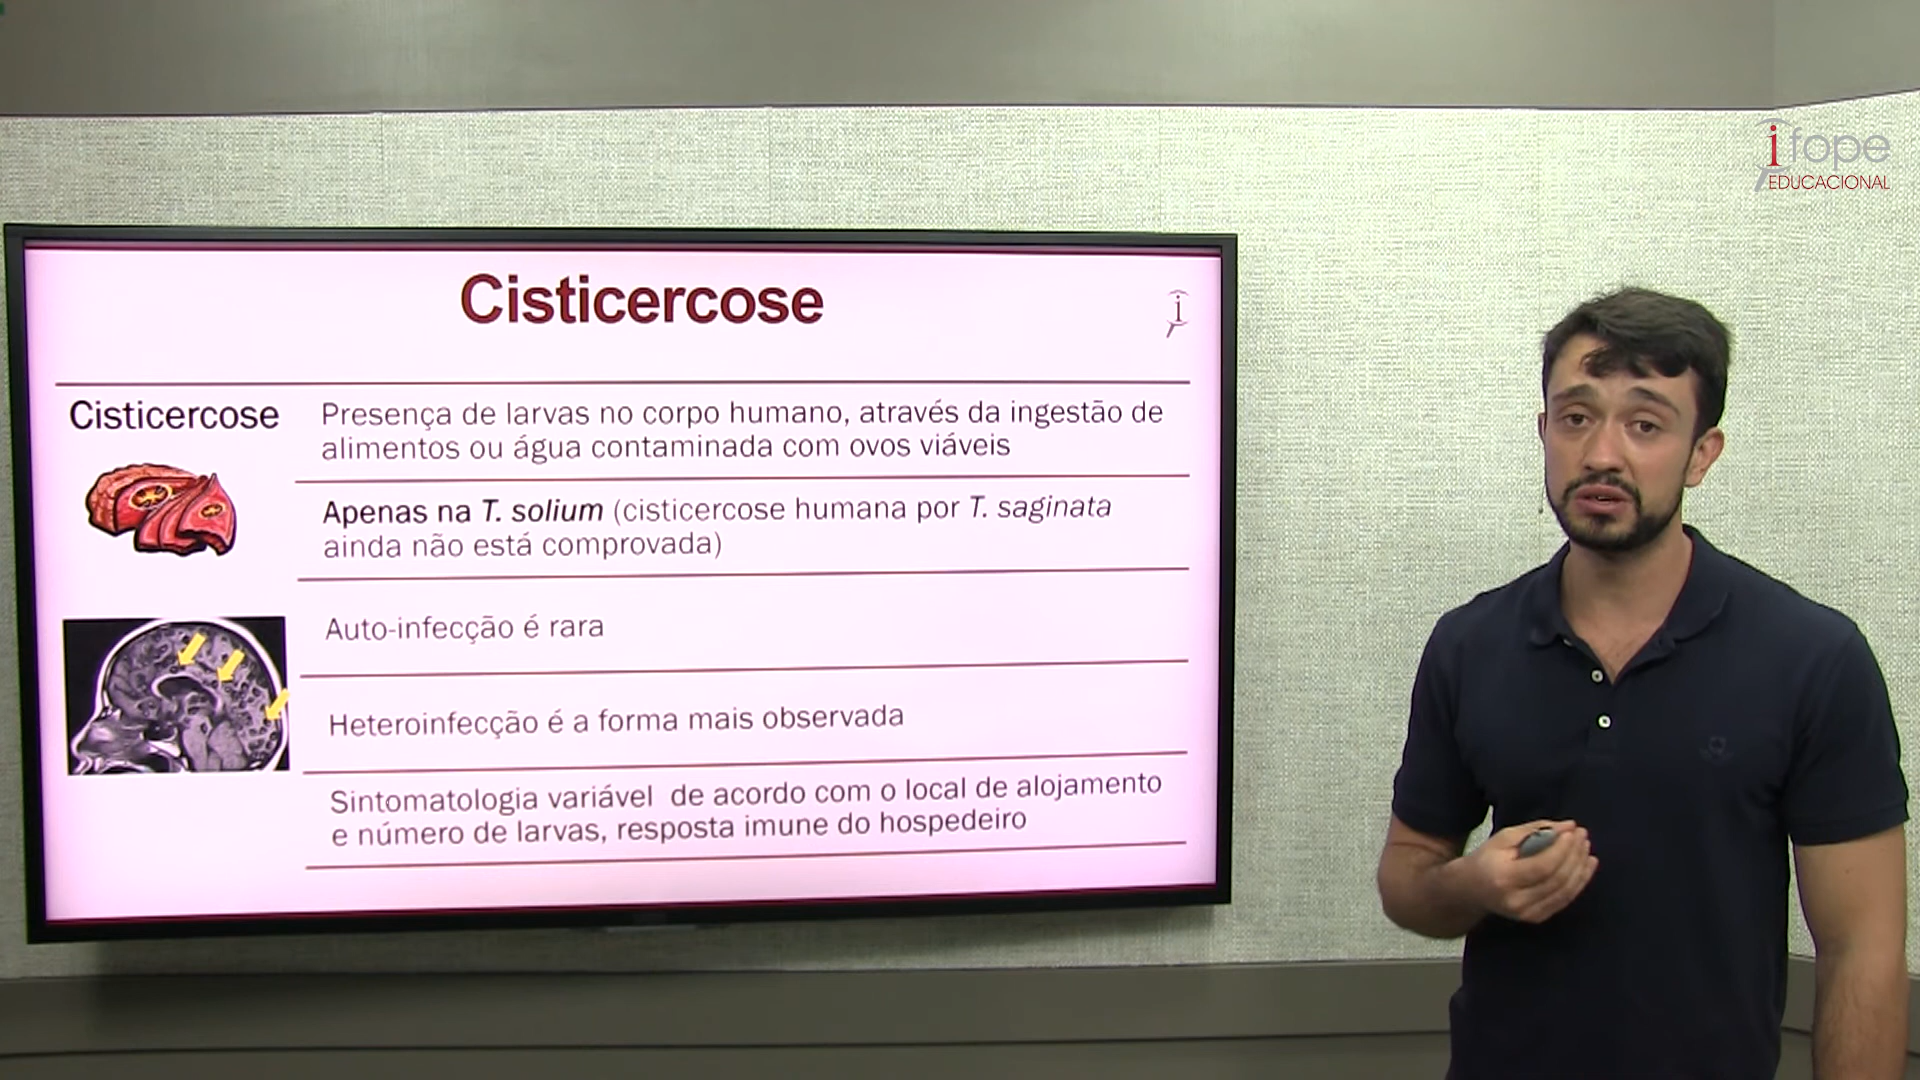 ifope
EDUCACIONAL
Cisticercose
i
Cisticercose
Presença de larvas no corpo humano, através da ingestão de
alimentos ou água contaminada com ovos viáveis
Apenas na T. solium (cisticercose humana por T. saginata
ainda não está comprovada)
Auto-infecção é rara
Heteroinfecção é a forma mais observada
Sintomatologia variável de acordo com o local de alojamento
e número de larvas, resposta imune do hospedeiro